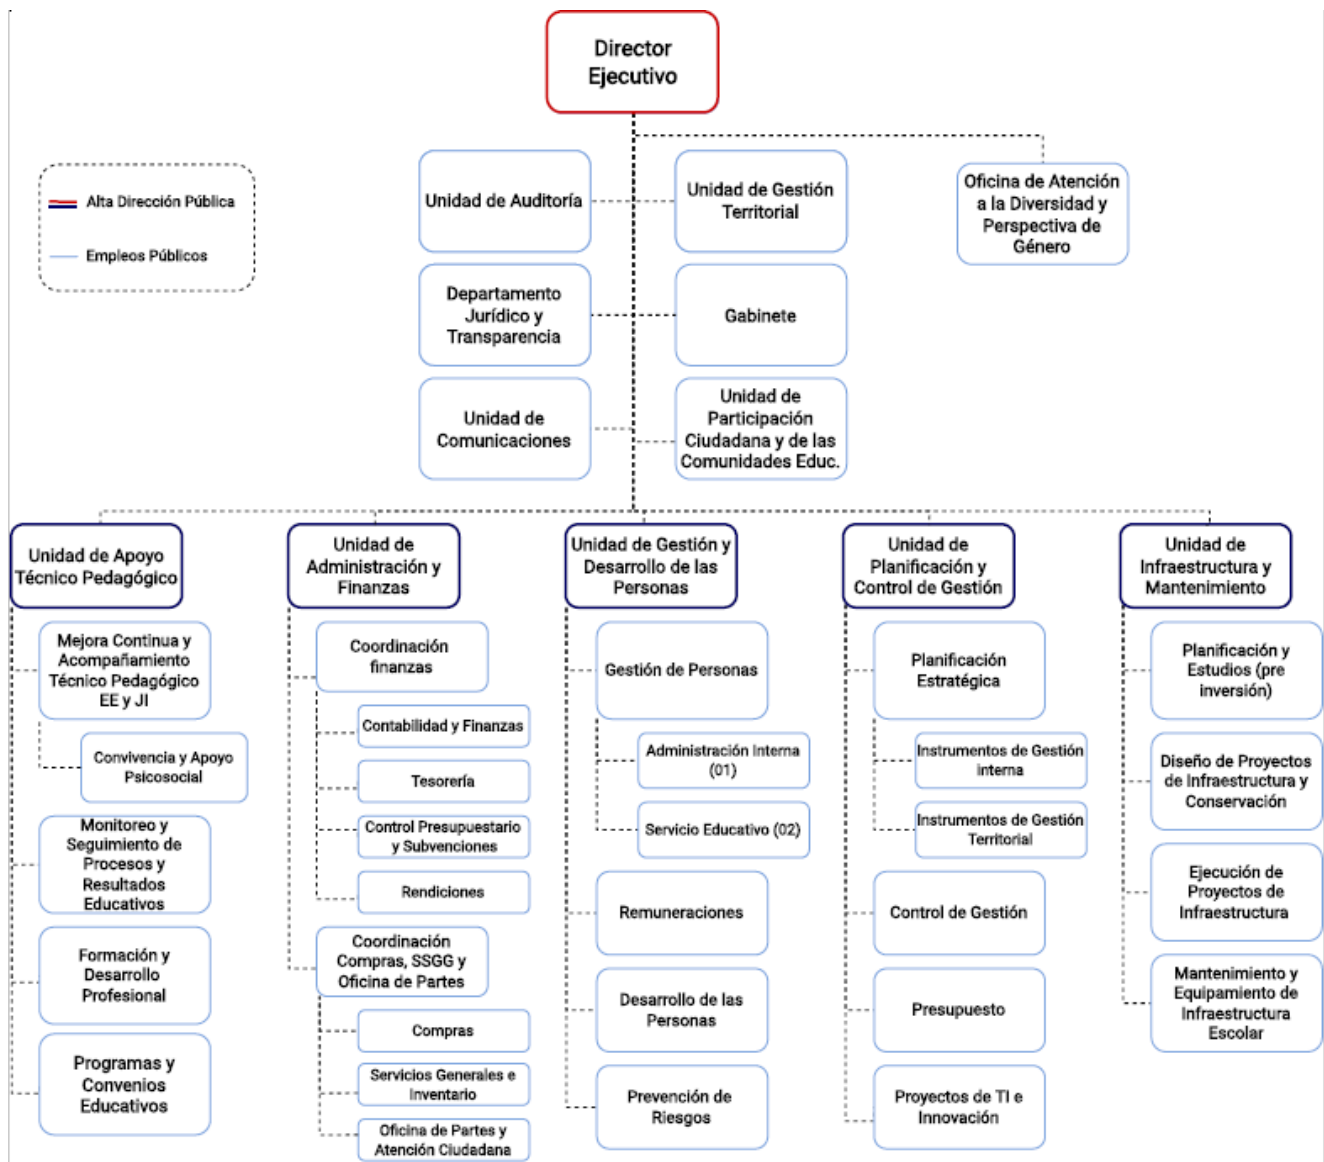 Director
Ejecutivo
Alta Dirección Pública
Empleos Públicos
Unidad de Auditoría
Unidad de Gestión
Territorial
Oficina de Atención
a la Diversidad y
Perspectiva de
Género
Departamento
Jurídico y
Transparencia
Gabinete
Unidad de
Comunicaciones
Unidad de
Participación
Ciudadana y de las
Comunidades Educ.
Unidad de Apoyo
Técnico Pedagógico
Mejora Continua y
Acompañamiento
Técnico Pedagógico
EE y JI
Convivencia y Apoyo
Psicosocial
Monitoreo y
Seguimiento de
Procesos y
Resultados
Educativos
Formación y
Desarrollo
Profesional
Programas y
Convenios
Educativos
Unidad de
Administración y
Finanzas
Coordinación
finanzas
Contabilidad y Finanzas
Tesorería
Control Presupuestario
y Subvenciones
Rendiciones
Coordinación
Compras, SSGG y
Oficina de Partes
Compras
Servicios Generales e
Inventario
Oficina de Partes y
Atención Ciudadana
Unidad de Gestión y
Desarrollo de las
Personas
Gestión de Personas
Administración Interna
(01)
Servicio Educativo (02)
Remuneraciones
Desarrollo de las
Personas
Prevención de
Riesgos
Unidad de
Planificación y
Control de Gestión
Planificación
Estratégica
Instrumentos de Gestión
interna
Instrumentos de Gestión
Territorial
Control de Gestión
Presupuesto
Proyectos de TI e
Innovación
Unidad de
Infraestructura y
Mantenimiento
Planificación y
Estudios (pre
inversión)
Diseño de Proyectos
de Infraestructura y
Conservación
Ejecución de
Proyectos de
Infraestructura
Mantenimiento y
Equipamiento de
Infraestructura
Escolar